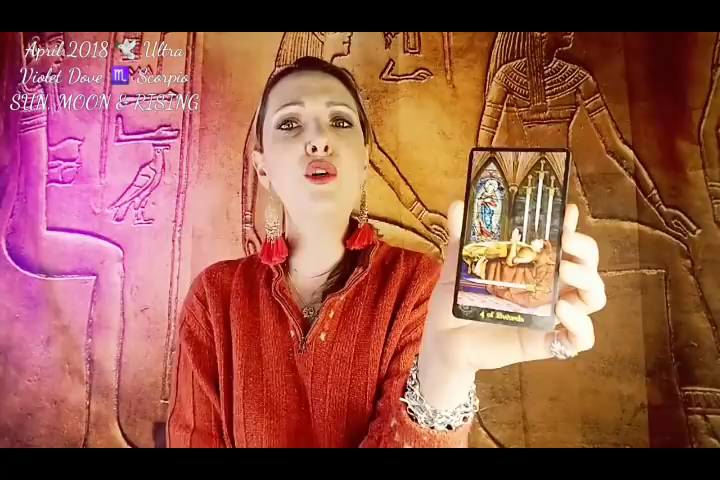 April 2018 🕊 Ultra
Violet Dove ♏ Scorpio
SUN, MOON & RISING
4 of Swords